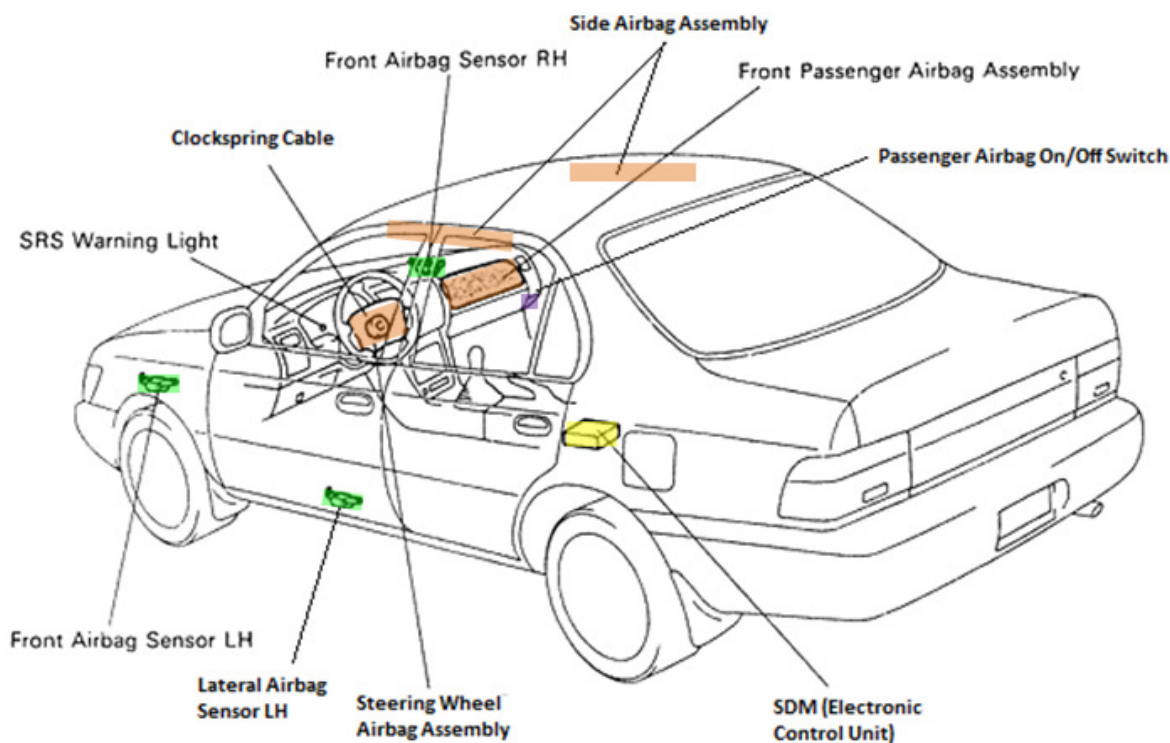 Side Airbag Assembly
Front Airbag Sensor RH
Front Passenger Airbag Assembly
Clockspring Cable
Passenger Airbag On/Off Switch
SRS Warning Light
Front Airbag Sensor LH
Lateral Airbag
Sensor LH
Steering Wheel
Airbag Assembly
SDM (Electronic
Control Unit)